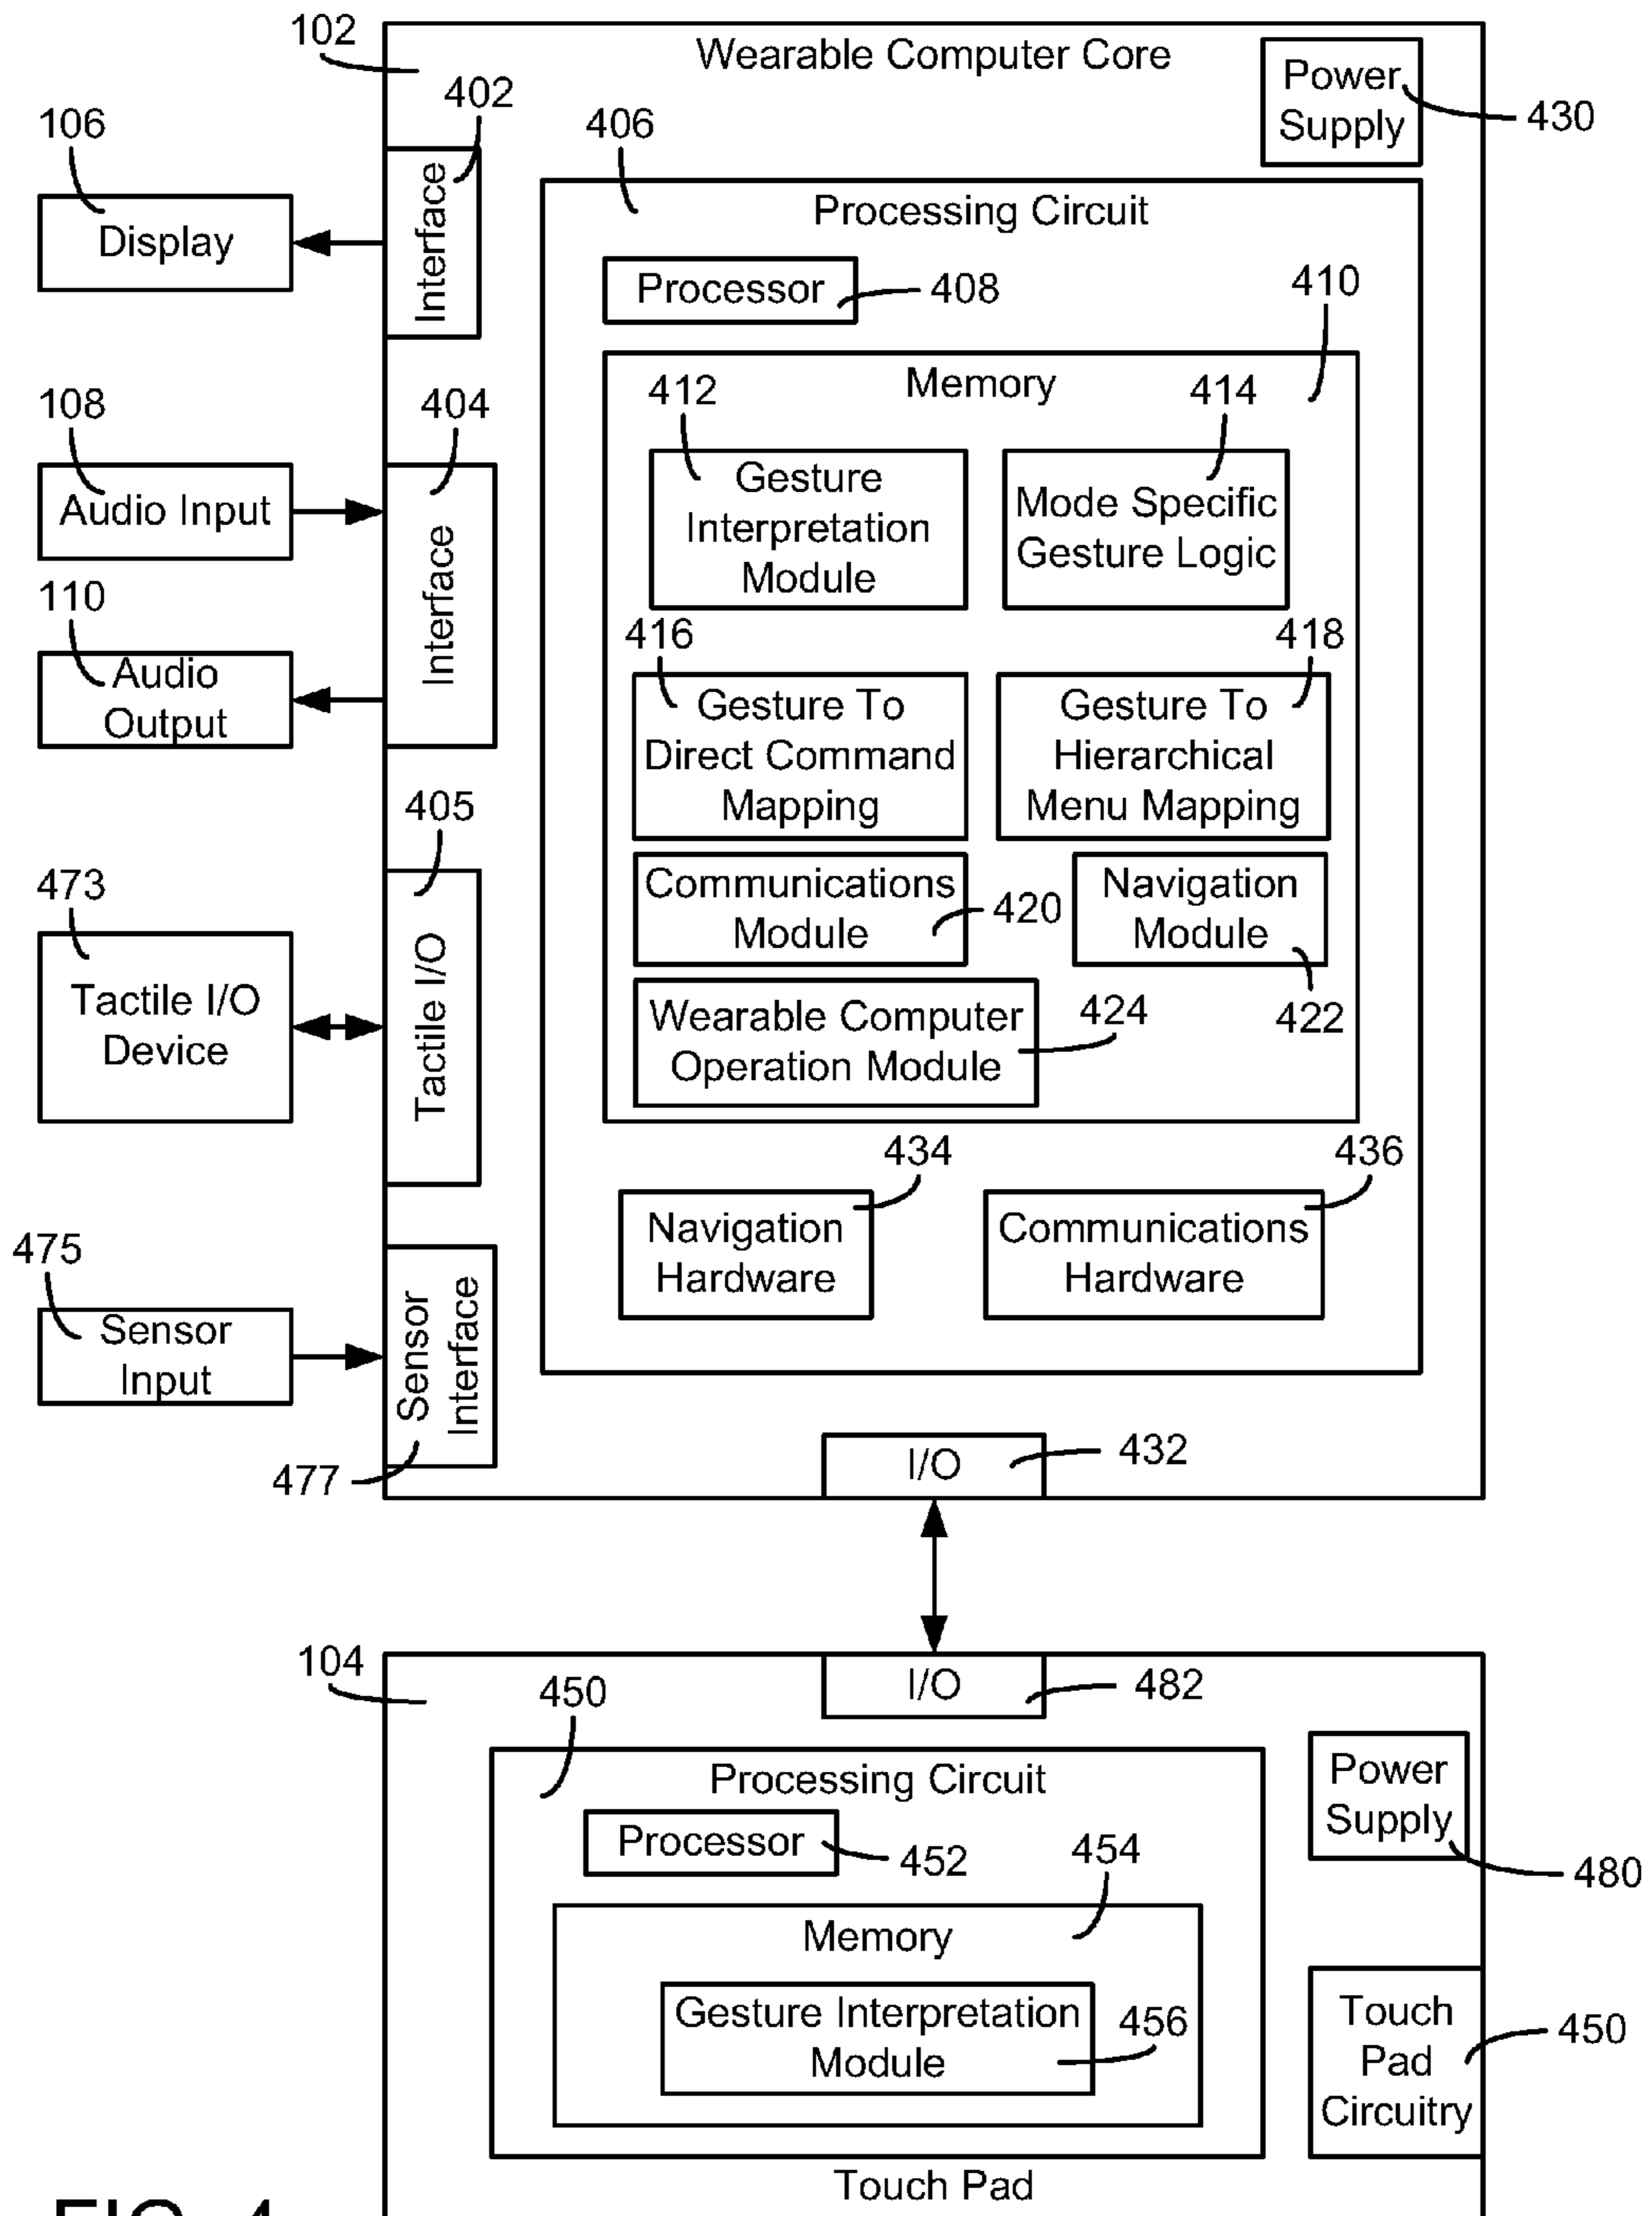 102
Wearable Computer Core
Power
Supply
430
402
106
406
Interface
Display
Processing Circuit
Processor
408
410
Memory
108
404
412
414
Audio Input
Interface
Gesture
Interpretation
Module
Mode Specific
Gesture Logic
110
Audio
Output
416
418
Gesture To
Direct Command
Mapping
Gesture To
Hierarchical
Menu Mapping
405
473
Tactile I/O
Device
Tactile I/O
Communications
Module
420
Navigation
Module
422
Wearable Computer
Operation Module
424
434
436
Navigation
Hardware
Communications
Hardware
475
Sensor
Input
Sensor
Interface
477
I/O
432
104
I/O
482
450
Processing Circuit
Power
Supply
480
Processor
452
454
Memory
Gesture Interpretation
Module
456
Touch
Pad
Circuitry
450
Touch Pad
FIG. 4